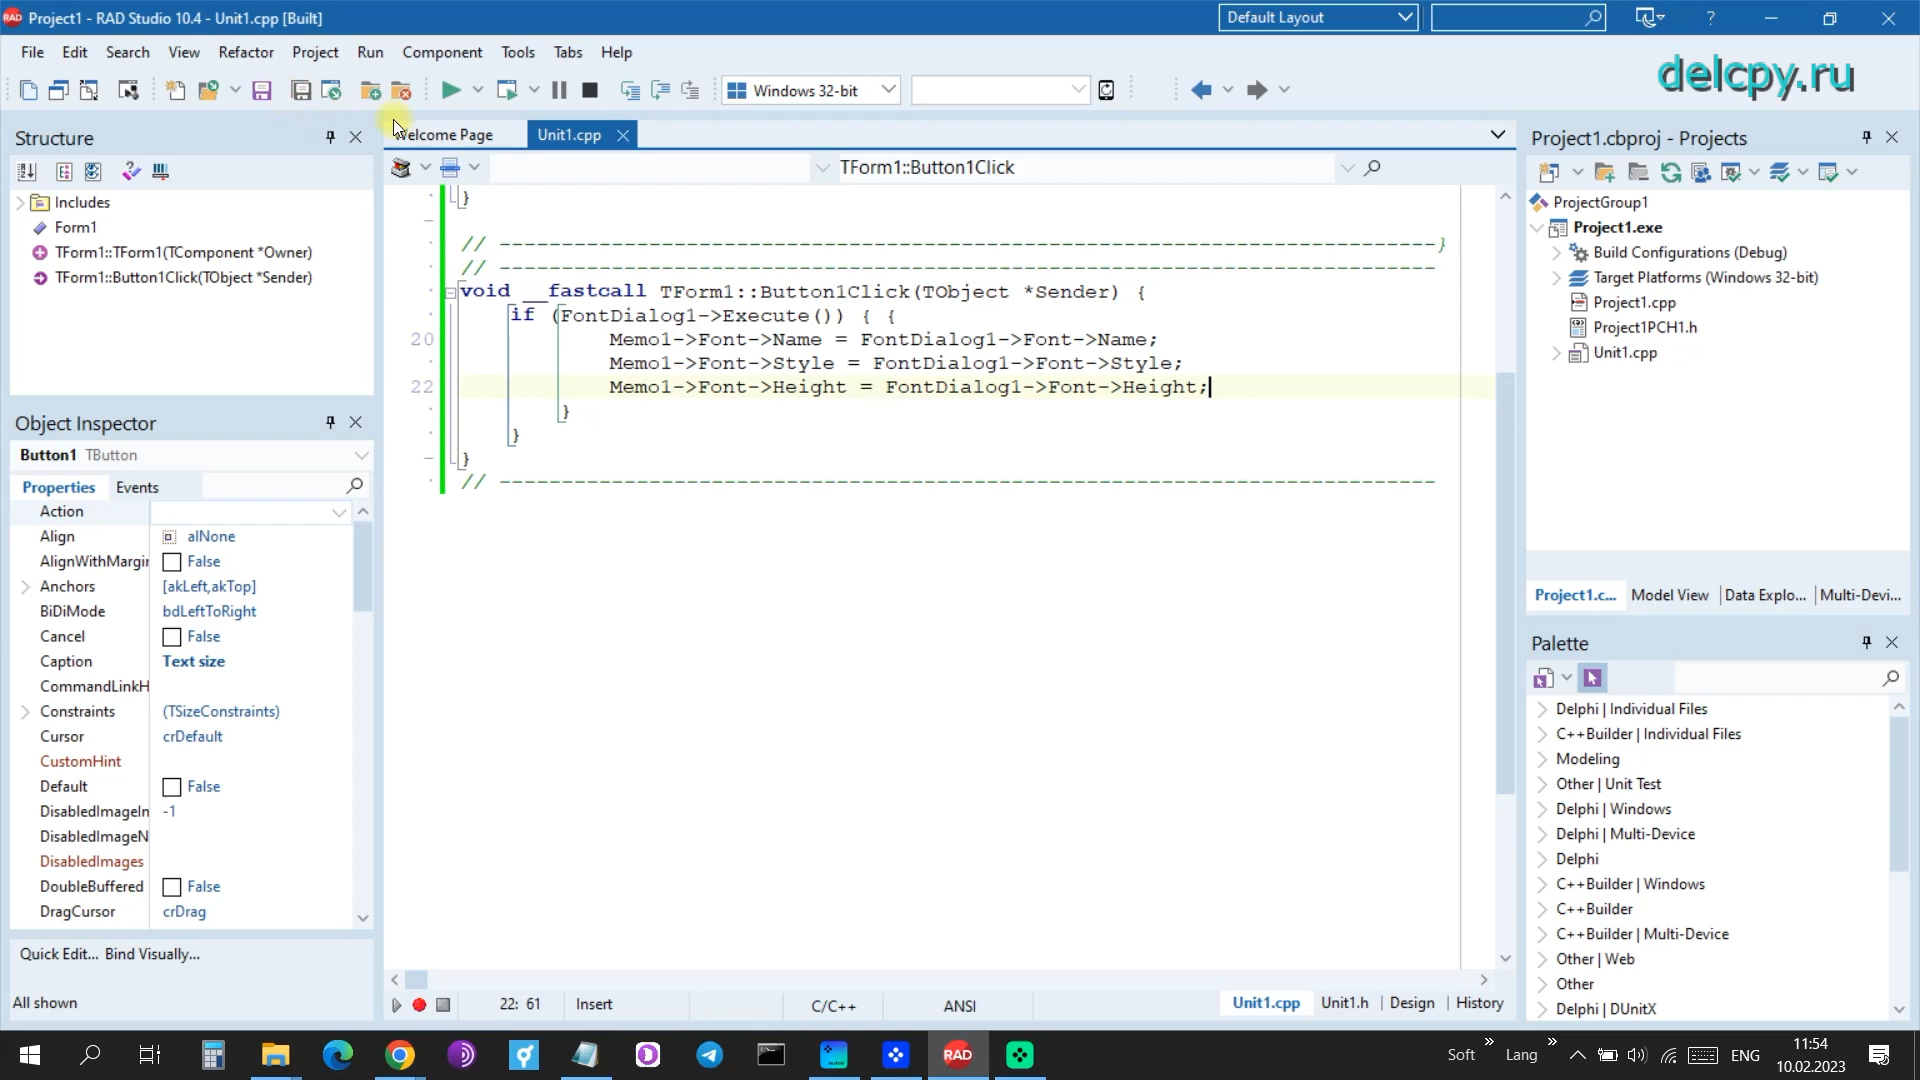 Project1 - RAD Studio 10.4 - Unit1.cpp [Built]
Default Layout
File Edit Search View Refactor Project Run Component Tools Tabs Help
delcpy.ru
Windows 32-bit
Structure
Includes
Form1
TForm1::TForm1(TComponent *Owner)
TForm1::Button1Click(TObject *Sender)
Object Inspector
Button1 TButton
Properties Events
Action
Align alNone
AlignWithMargin False
Anchors [akLeft,akTop]
BiDiMode bdLeftToRight
Cancel False
Caption Text size
CommandLinkH
Constraints (TSizeConstraints)
Cursor crDefault
CustomHint
Default False
DisabledImageIn -1
DisabledImageN
DisabledImages
DoubleBuffered False
DragCursor crDrag
Quick Edit... Bind Visually...
All shown
Welcome Page Unit1.cpp
TForm1::Button1Click
}
// ---------------------------------------------------------------------------}
// ---------------------------------------------------------------------------
void __fastcall TForm1::Button1Click(TObject *Sender) {
if (FontDialog1->Execute()) { {
20 Memo1->Font->Name = FontDialog1->Font->Name;
Memo1->Font->Style = FontDialog1->Font->Style;
22 Memo1->Font->Height = FontDialog1->Font->Height;
}
}
}
// ---------------------------------------------------------------------------
22: 61 Insert C/C++ ANSI Unit1.cpp Unit1.h Design History
Project1.cbproj - Projects
ProjectGroup1
Project1.exe
Build Configurations (Debug)
Target Platforms (Windows 32-bit)
Project1.cpp
Project1PCH1.h
Unit1.cpp
Project1.c... Model View Data Explo... Multi-Devi...
Palette
Delphi | Individual Files
C++Builder | Individual Files
Modeling
Other | Unit Test
Delphi | Windows
Delphi | Multi-Device
Delphi
C++Builder | Windows
C++Builder
C++Builder | Multi-Device
Other | Web
Other
Delphi | DUnitX
RAD
Soft Lang ENG 11:54
10.02.2023